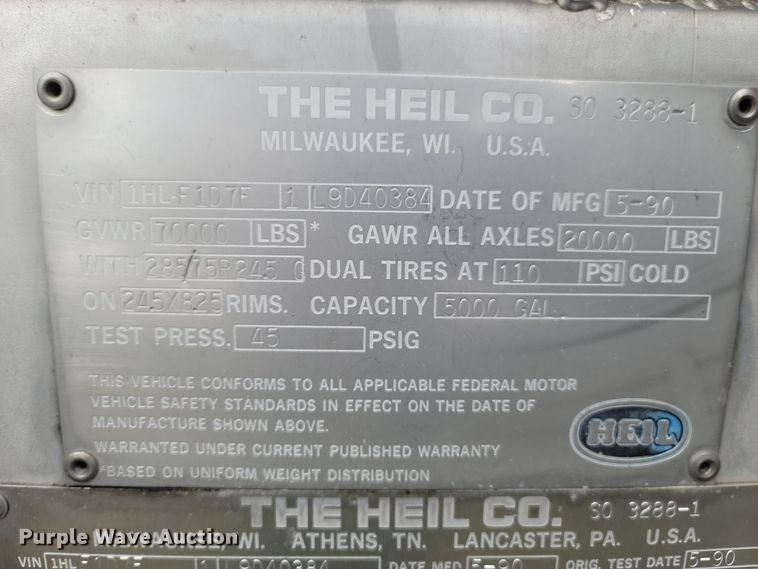 THE HEIL CO. SO 3288-1
MILWAUKEE, WI. U.S.A.
VIN 1HL-F1D7F 1 L9D40384 DATE OF MFG 5-90
GVWR 70000 LBS* GAWR ALL AXLES 20000 LBS
WITH 285/75R245 G DUAL TIRES AT 110 PSI COLD
ON 245X825 RIMS. CAPACITY 5000 GAL.
TEST PRESS. 45 PSIG
THIS VEHICLE CONFORMS TO ALL APPLICABLE FEDERAL MOTOR
VEHICLE SAFETY STANDARDS IN EFFECT ON THE DATE OF
MANUFACTURE SHOWN ABOVE.
HEIL
WARRANTED UNDER CURRENT PUBLISHED WARRANTY
*BASED ON UNIFORM WEIGHT DISTRIBUTION
THE HEIL CO. SO 3288-1
MILWAUKEE, WI. ATHENS, TN. LANCASTER, PA. U.S.A.
Purple Wave Auction
VIN 1HL F1D7F 1 L9D40384 DATE MFD 5-90 ORIG. TEST DATE 5-90